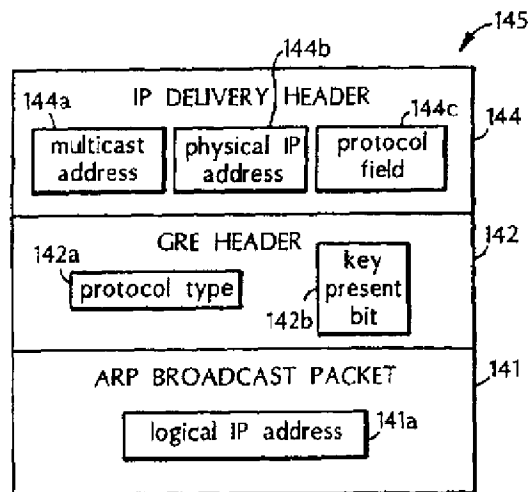 145
144b
144a
IP DELIVERY HEADER
144c
144
multicast address
physical IP address
protocol field
GRE HEADER
142
142a
protocol type
key present bit
142b
ARP BROADCAST PACKET
141
logical IP address
141a